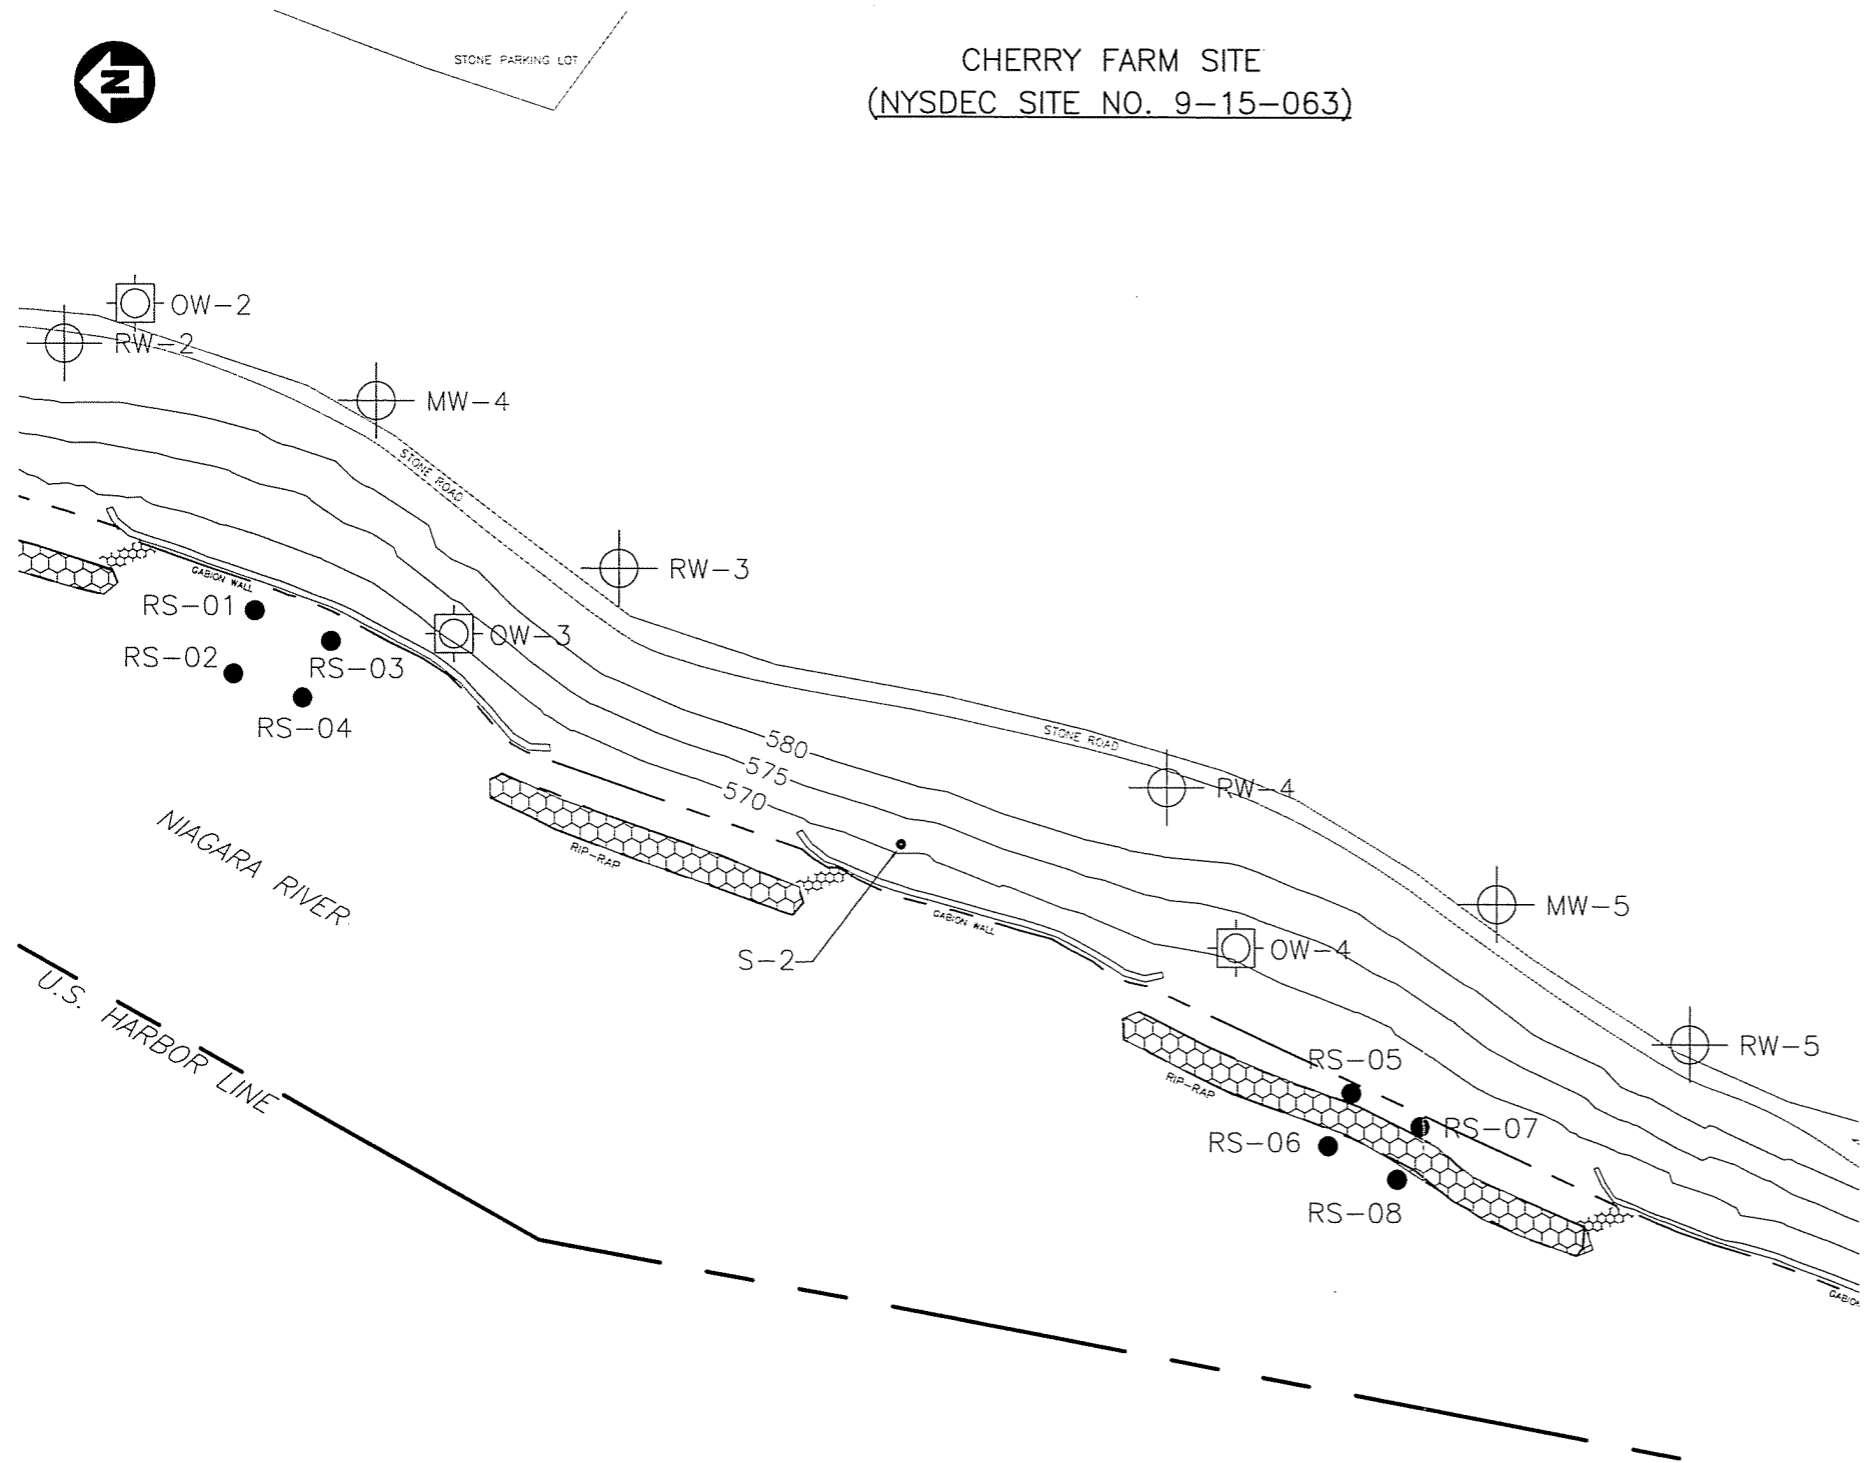 N
STONE PARKING LOT
CHERRY FARM SITE
(NYSDEC SITE NO. 9-15-063)
OW-2
RW-2
MW-4
STONE ROAD
RW-3
GABION WALL
RS-01
OW-3
RS-02
RS-03
RS-04
580
575
570
STONE ROAD
RW-4
NIAGARA RIVER
RIP-RAP
S-2
GABION WALL
MW-5
OW-4
U.S. HARBOR LINE
RS-05
RW-5
RIP-RAP
RS-06
RS-07
RS-08
GABION